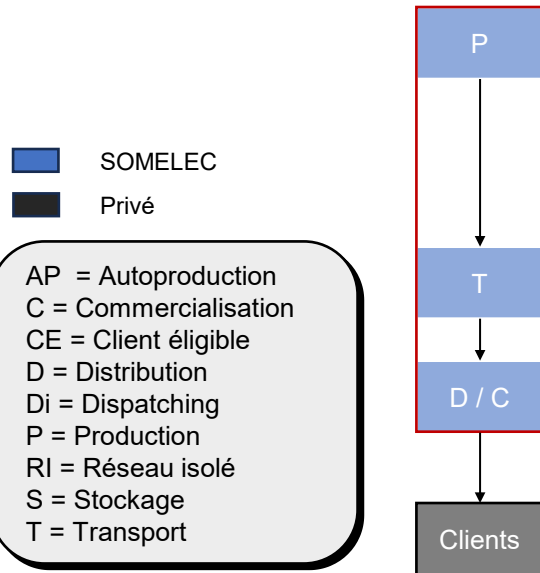 P
SOMELEC
Privé
AP = Autoproduction
C = Commercialisation
CE = Client éligible
D = Distribution
Di = Dispatching
P = Production
RI = Réseau isolé
S = Stockage
T = Transport
T
D / C
Clients